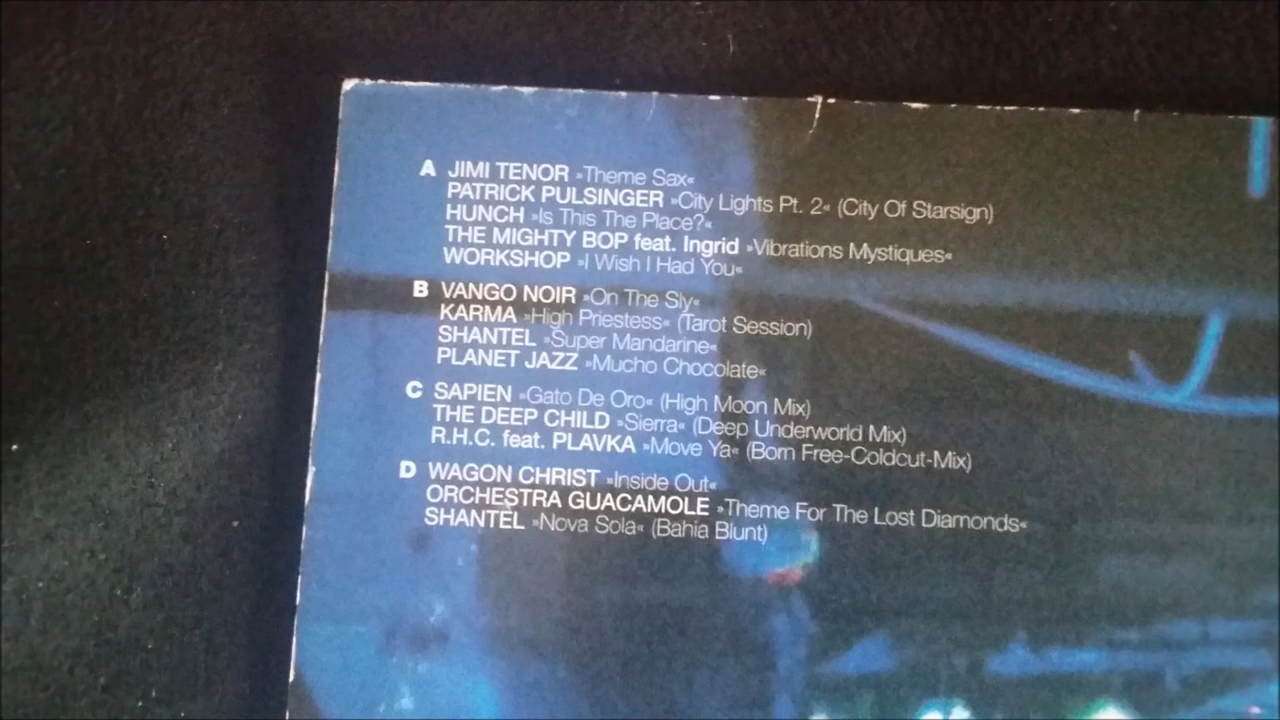 A JIMI TENOR »Theme Sax«
PATRICK PULSINGER »City Lights Pt. 2« (City Of Starsign)
HUNCH »Is This The Place?«
THE MIGHTY BOP feat. Ingrid »Vibrations Mystiques«
WORKSHOP »I Wish I Had You«
B VANGO NOIR »On The Sly«
KARMA »High Priestess« (Tarot Session)
SHANTEL »Super Mandarine«
PLANET JAZZ »Mucho Chocolate«
C SAPIEN »Gato De Oro« (High Moon Mix)
THE DEEP CHILD »Sierra« (Deep Underworld Mix)
R.H.C. feat. PLAVKA »Move Ya« (Born Free-Coldcut-Mix)
D WAGON CHRIST »Inside Out«
ORCHESTRA GUACAMOLE »Theme For The Lost Diamonds«
SHANTEL »Nova Sola« (Bahia Blunt)